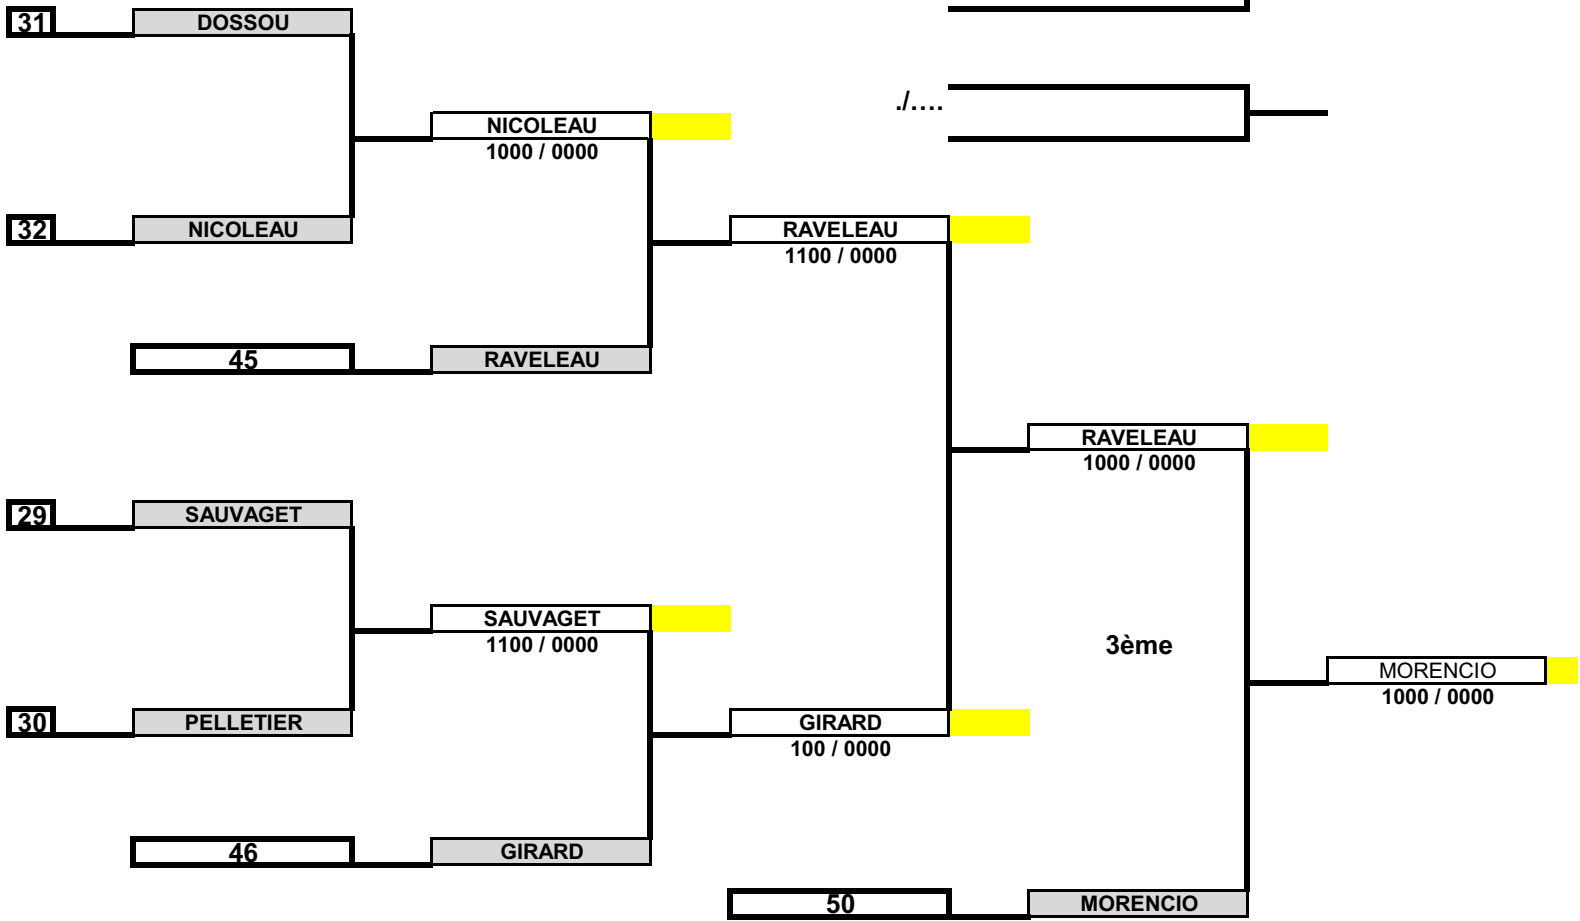 31 DOSSOU
./....
NICOLEAU
1000 / 0000
32 NICOLEAU
RAVELEAU
1100 / 0000
45 RAVELEAU
RAVELEAU
1000 / 0000
29 SAUVAGET
SAUVAGET
1100 / 0000
3ème
MORENCIO
1000 / 0000
30 PELLETIER
GIRARD
100 / 0000
46 GIRARD
50 MORENCIO